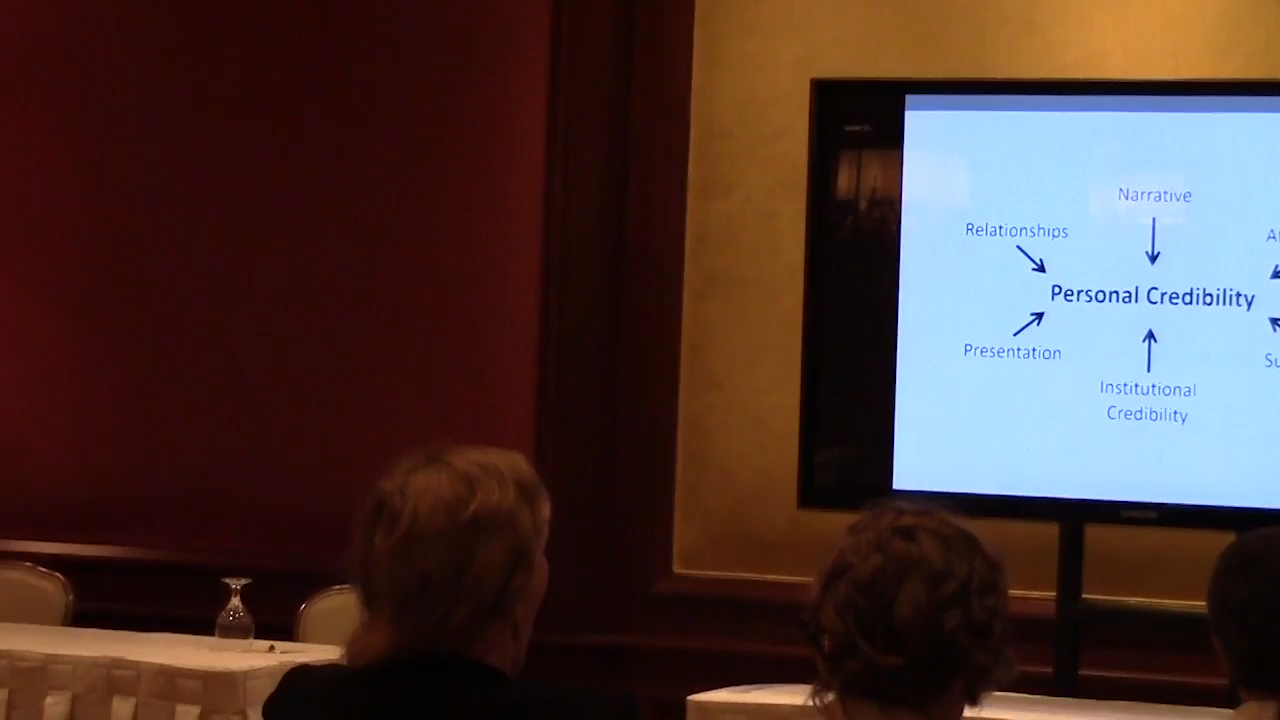 Narrative
Relationships
Personal Credibility
Presentation
Institutional
Credibility